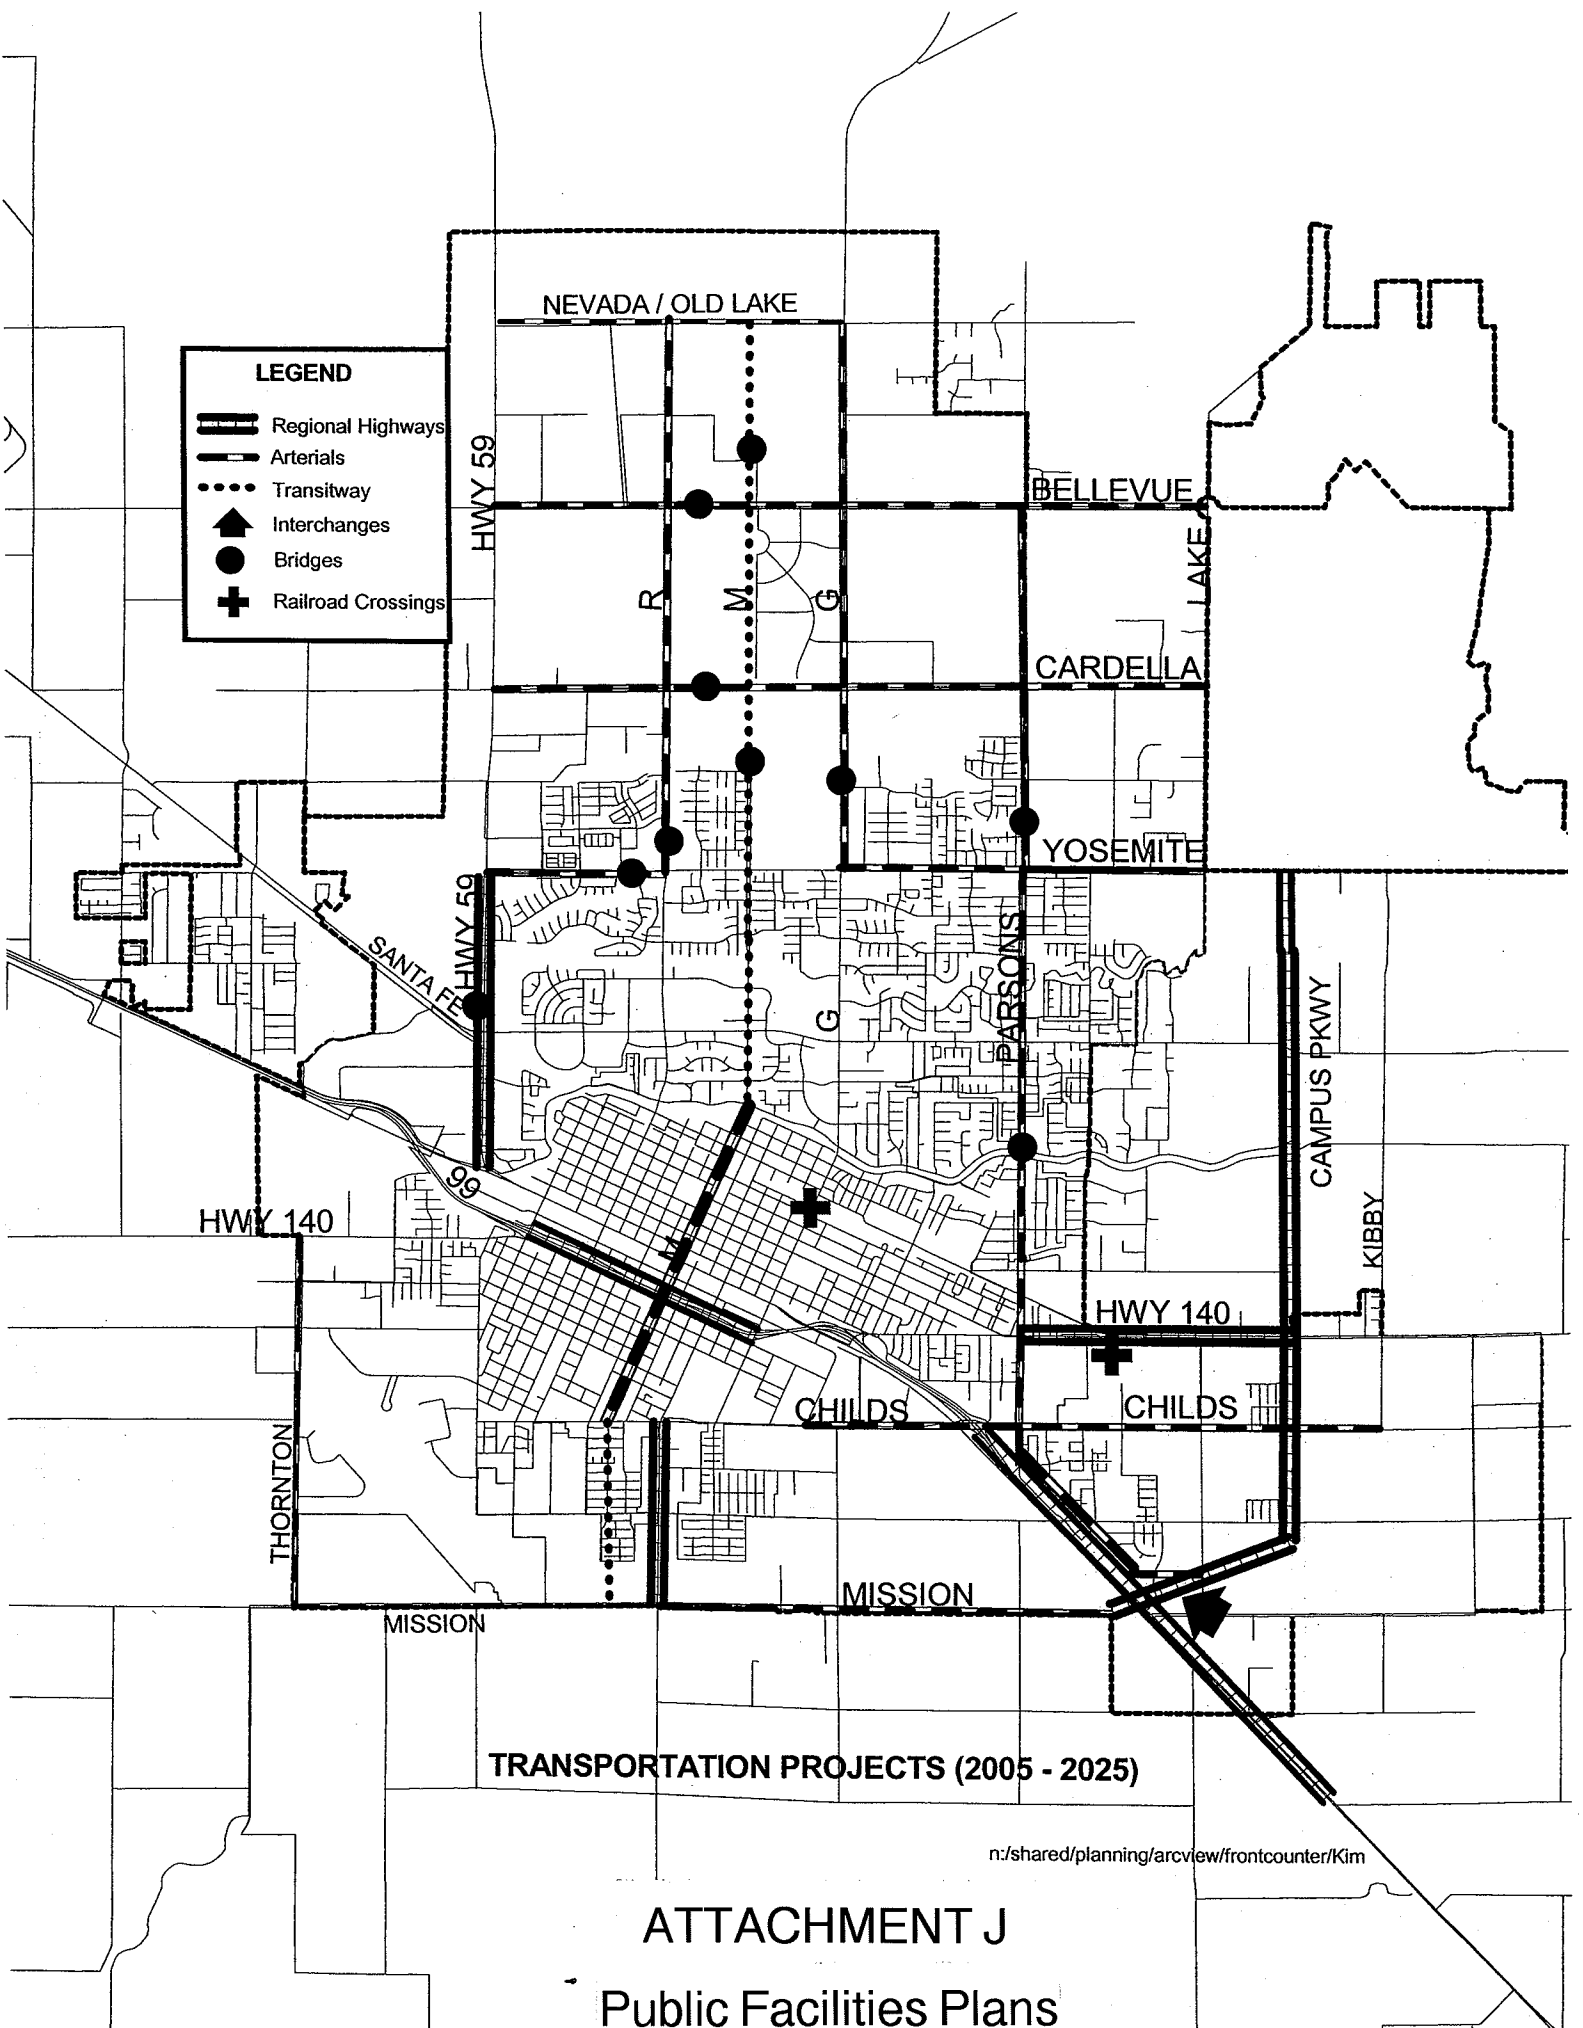 NEVADA / OLD LAKE
LEGEND
Regional Highways
Arterials
Transitway
Interchanges
Bridges
Railroad Crossings
HWY 59
BELLEVUE
LAKE
R
M
G
CARDELLA
YOSEMITE
HWY 59
SANTA FE
PARSONS
G
CAMPUS PKWY
99
HWY 140
KIBBY
M
HWY 140
CHILDS
CHILDS
THORNTON
MISSION
MISSION
TRANSPORTATION PROJECTS (2005 - 2025)
n:/shared/planning/arcview/frontcounter/Kim
ATTACHMENT J
Public Facilities Plans